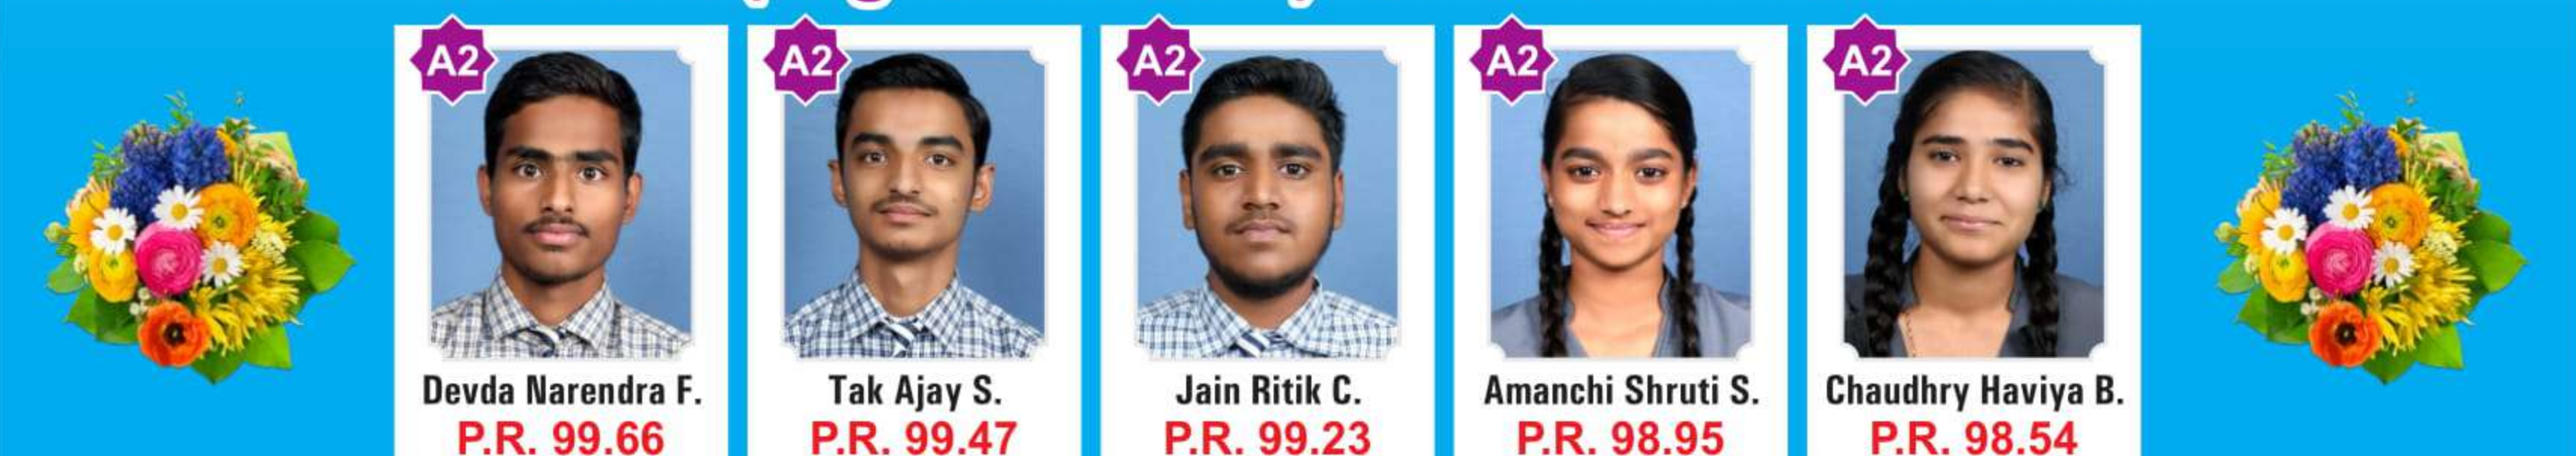 A2 A2 A2 A2 A2
Devda Narendra F. Tak Ajay S. Jain Ritik C. Amanchi Shruti S. Chaudhry Haviya B.
P.R. 99.66 P.R. 99.47 P.R. 99.23 P.R. 98.95 P.R. 98.54